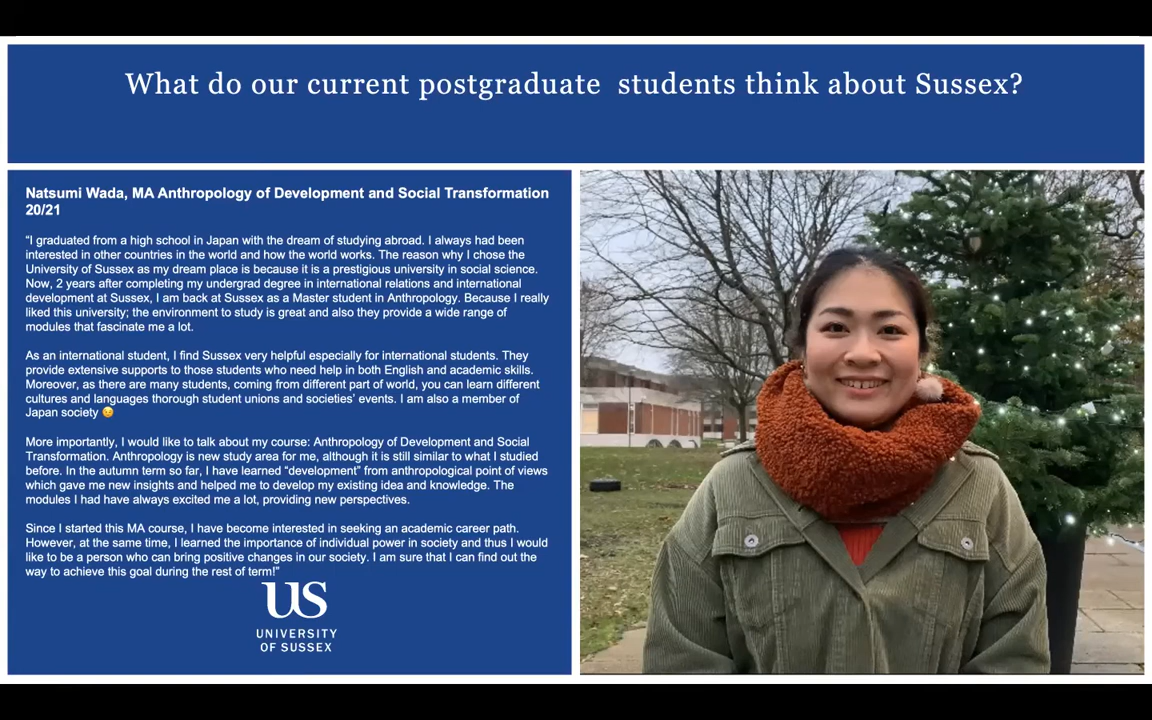 What do our current postgraduate  students think about Sussex?
Natsumi Wada, MA Anthropology of Development and Social Transformation
20/21
“I graduated from a high school in Japan with the dream of studying abroad. I always had been
interested in other countries in the world and how the world works. The reason why I chose the
University of Sussex as my dream place is because it is a prestigious university in social science.
Now, 2 years after completing my undergrad degree in international relations and international
development at Sussex, I am back at Sussex as a Master student in Anthropology. Because I really
liked this university; the environment to study is great and also they provide a wide range of
modules that fascinate me a lot.
As an international student, I find Sussex very helpful especially for international students. They
provide extensive supports to those students who need help in both English and academic skills.
Moreover, as there are many students, coming from different part of world, you can learn different
cultures and languages thorough student unions and societies’ events. I am also a member of
Japan society 😉
More importantly, I would like to talk about my course: Anthropology of Development and Social
Transformation. Anthropology is new study area for me, although it is still similar to what I studied
before. In the autumn term so far, I have learned “development” from anthropological point of views
which gave me new insights and helped me to develop my existing idea and knowledge. The
modules I had have always excited me a lot, providing new perspectives.
Since I started this MA course, I have become interested in seeking an academic career path.
However, at the same time, I learned the importance of individual power in society and thus I would
like to be a person who can bring positive changes in our society. I am sure that I can find out the
way to achieve this goal during the rest of term!”
US
UNIVERSITY
OF SUSSEX